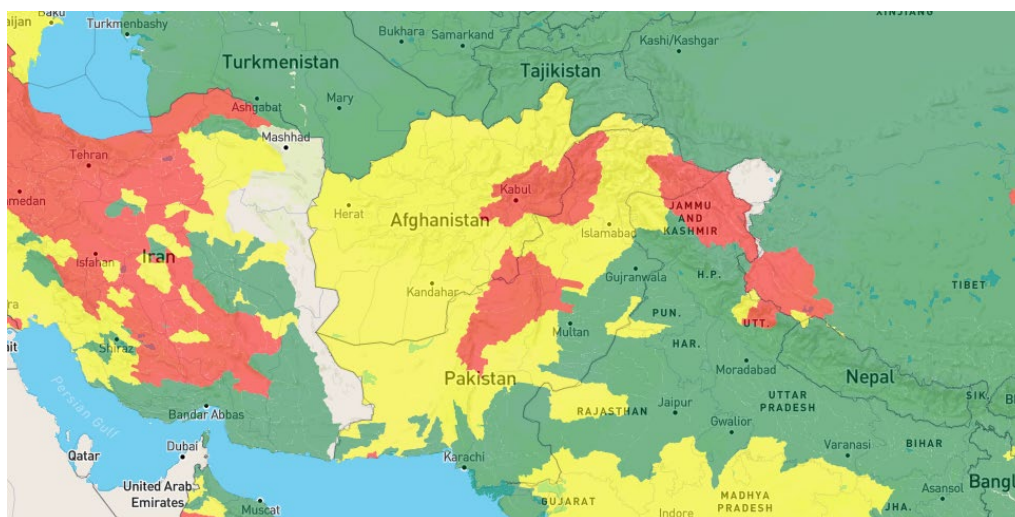 aijan
Baku
XINJIANG
Turkmenbashy
Bukhara
Samarkand
Kashi/Kashgar
Turkmenistan
Tajikistan
Ashgabat
Mary
Mashhad
Tehran
amedan
Kabul
JAMMU
AND
KASHMIR
Herat
Afghanistan
Islamabad
Isfahan
Iran
H.P.
Gujranwala
TIBET
Kandahar
PUN.
UTT.
Multan
HAR.
Shiraz
Moradabad
Pakistan
Nepal
Persian Gulf
Bandar Abbas
RAJASTHAN
Jaipur
UTTAR
PRADESH
SIK.
Gwalior
Qatar
Dubai
Karachi
Varanasi
BIHAR
United Arab
Emirates
Muscat
GUJARAT
MADHYA
PRADESH
Indore
Asansol
Bangl
JHA.